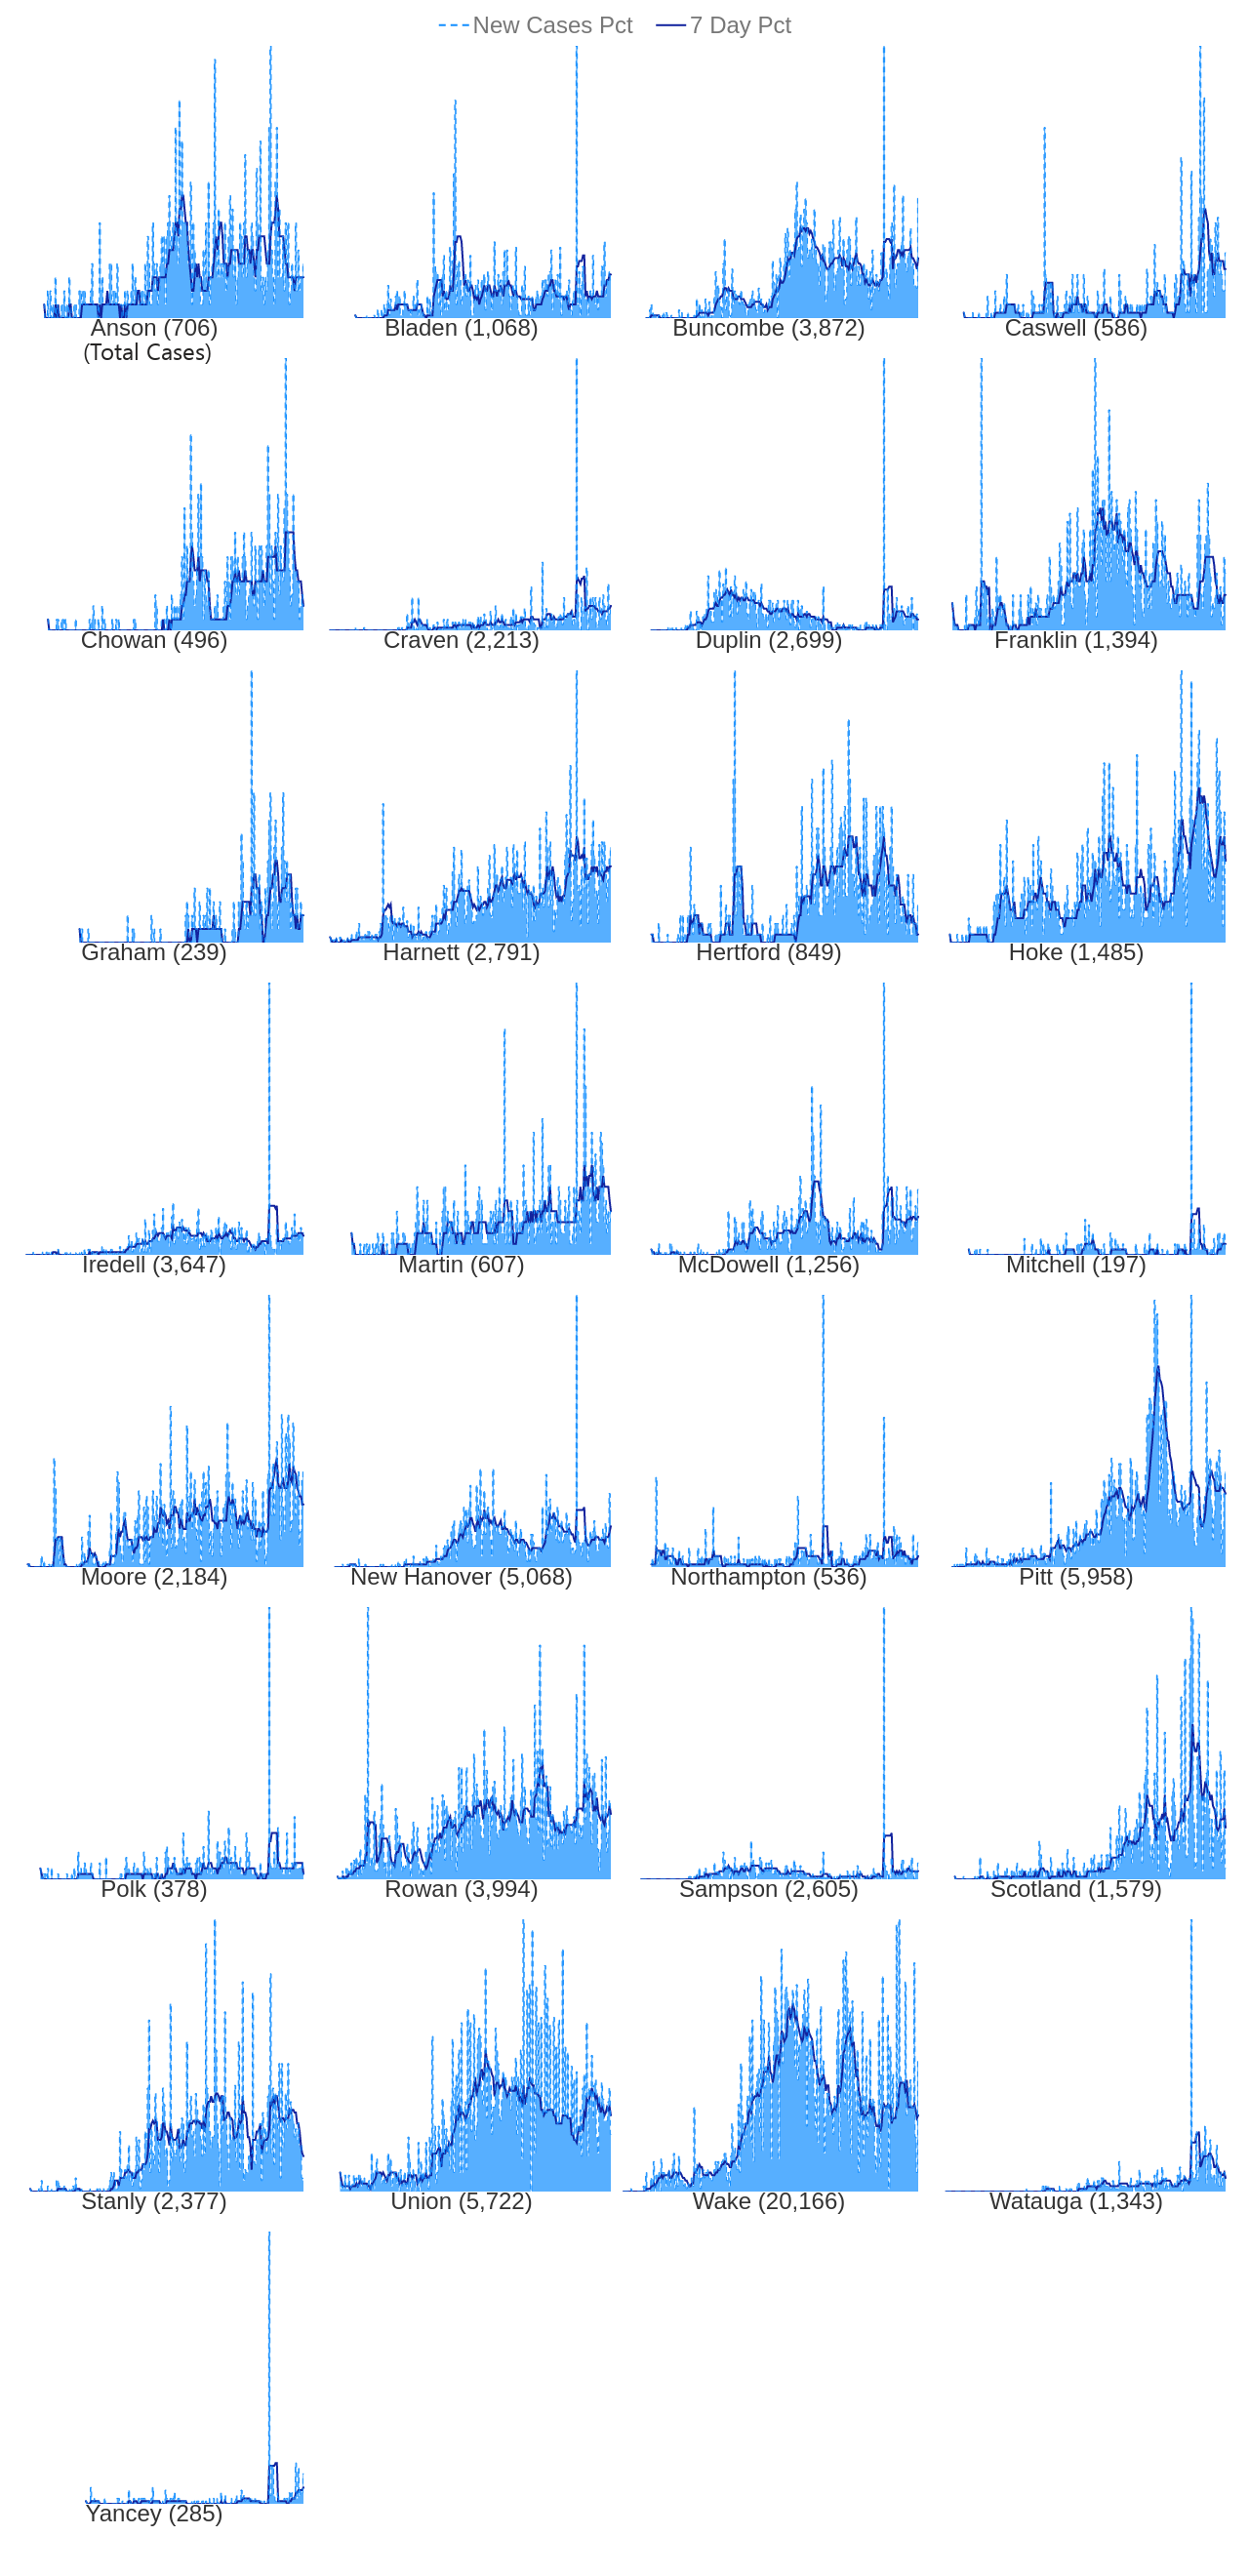 New Cases Pct 7 Day Pct
Anson (706) Bladen (1,068) Buncombe (3,872) Caswell (586)
(Total Cases)
Chowan (496) Craven (2,213) Duplin (2,699) Franklin (1,394)
Graham (239) Harnett (2,791) Hertford (849) Hoke (1,485)
Iredell (3,647) Martin (607) McDowell (1,256) Mitchell (197)
Moore (2,184) New Hanover (5,068) Northampton (536) Pitt (5,958)
Polk (378) Rowan (3,994) Sampson (2,605) Scotland (1,579)
Stanly (2,377) Union (5,722) Wake (20,166) Watauga (1,343)
Yancey (285)